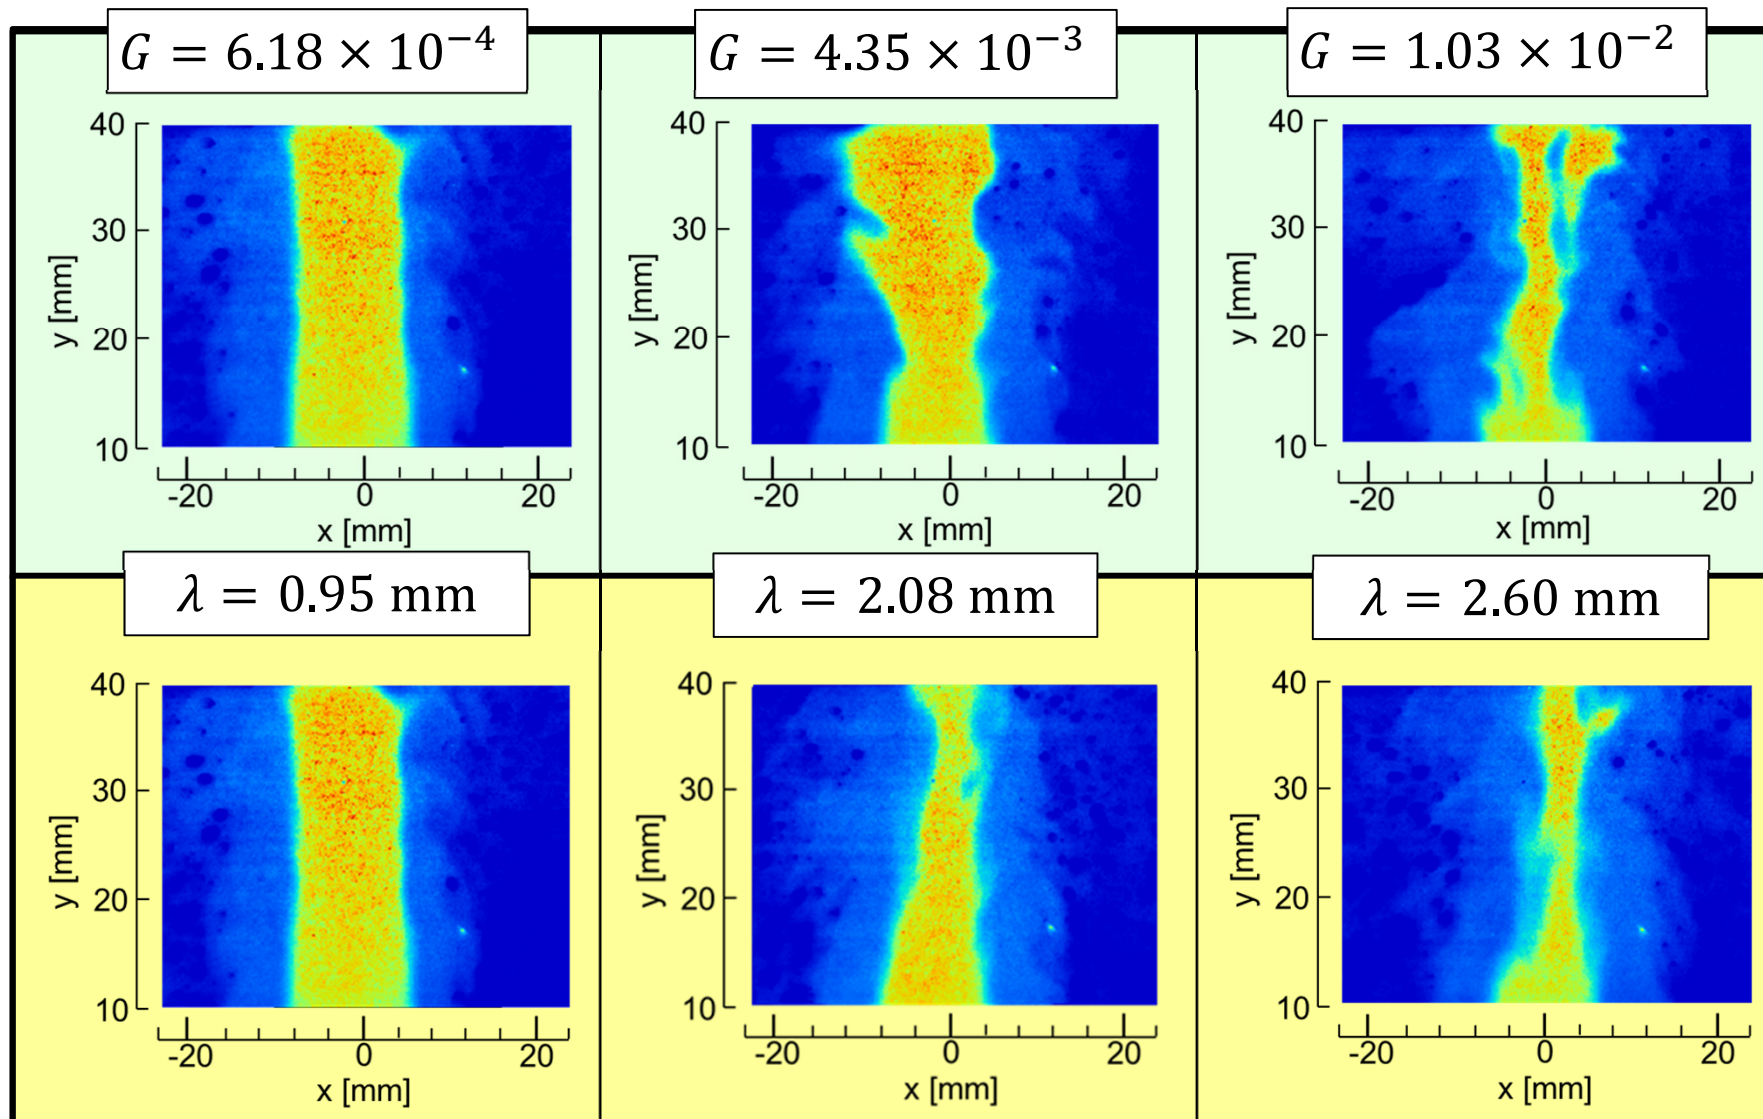 G = 6.18 × 10⁻⁴
G = 4.35 × 10⁻³
G = 1.03 × 10⁻²
40
30
20
10
y [mm]
-20 0 20
x [mm]
40
30
20
10
y [mm]
-20 0 20
x [mm]
40
30
20
10
y [mm]
-20 0 20
x [mm]
λ = 0.95 mm
λ = 2.08 mm
λ = 2.60 mm
40
30
20
10
y [mm]
-20 0 20
x [mm]
40
30
20
10
y [mm]
-20 0 20
x [mm]
40
30
20
10
y [mm]
-20 0 20
x [mm]